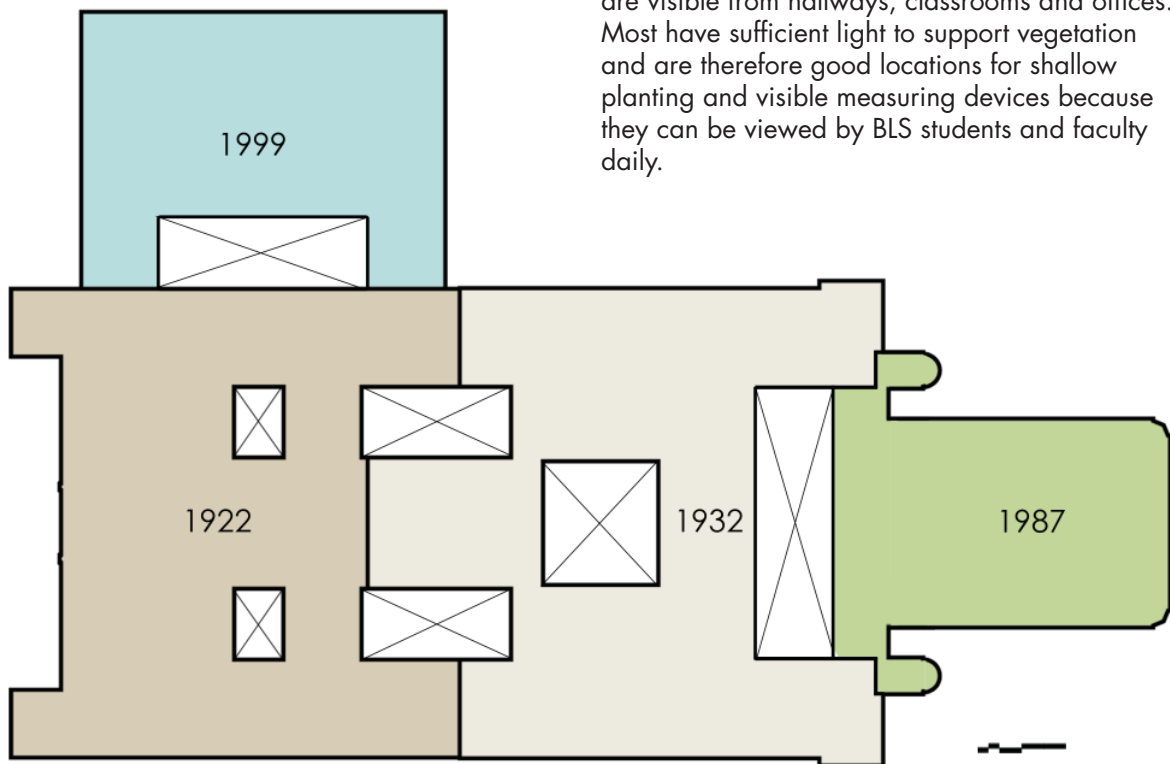 are visible from hallways, classrooms and offices.
Most have sufficient light to support vegetation
and are therefore good locations for shallow
planting and visible measuring devices because
they can be viewed by BLS students and faculty
daily.
1999
1922
1932
1987